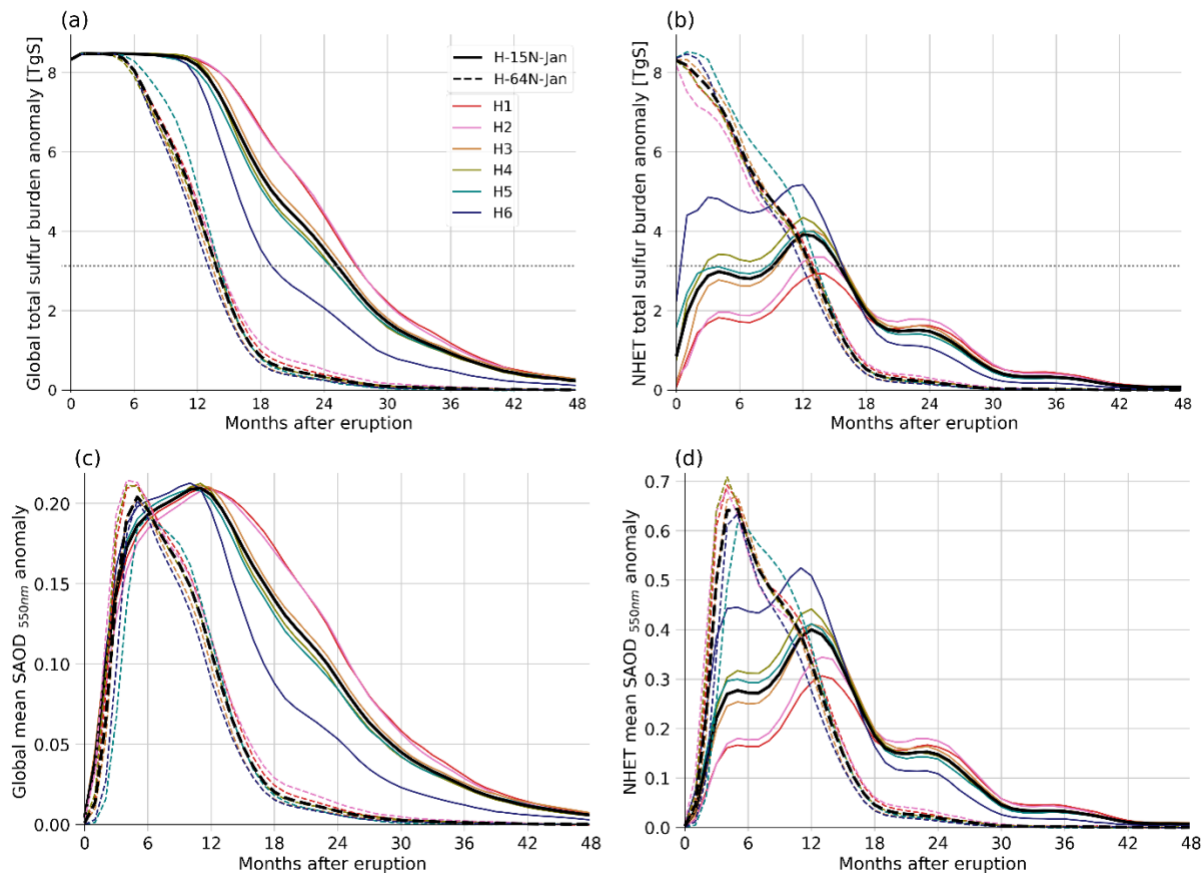 (a)
Global total sulfur burden anomaly [TgS]
8
6
4
2
0
H-15N-Jan
H-64N-Jan
H1
H2
H3
H4
H5
H6
0 6 12 18 24 30 36 42 48
Months after eruption
(b)
NHET total sulfur burden anomaly [TgS]
8
6
4
2
0
0 6 12 18 24 30 36 42 48
Months after eruption
(c)
Global mean SAOD 550nm anomaly
0.20
0.15
0.10
0.05
0.00
0 6 12 18 24 30 36 42 48
Months after eruption
(d)
NHET mean SAOD 550nm anomaly
0.7
0.6
0.5
0.4
0.3
0.2
0.1
0.0
0 6 12 18 24 30 36 42 48
Months after eruption